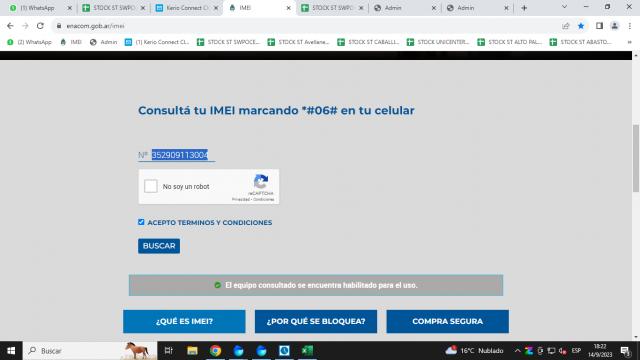 (2) WhatsApp
STOCK ST SWPOC
Kerio Connect Cl
IMEI
STOCK ST SWPOC
Admin
Admin
enacom.gob.ar/imei
(2) WhatsApp
IMEI
Admin
(1) Kerio Connect Cl...
STOCK ST SWPOCE...
STOCK ST Avellane...
STOCK ST CABALLI...
STOCK UNICENTER...
STOCK ST ALTO PAL...
STOCK ST ABASTO...
Consultá tu IMEI marcando *#06# en tu celular
Nº 352909113004
No soy un robot
reCAPTCHA
Privacidad - Condiciones
ACEPTO TERMINOS Y CONDICIONES
BUSCAR
El equipo consultado se encuentra habilitado para el uso.
¿QUÉ ES IMEI?
¿POR QUÉ SE BLOQUEA?
COMPRA SEGURA
Buscar
16°C Nublado
ESP
18:22
14/9/2023